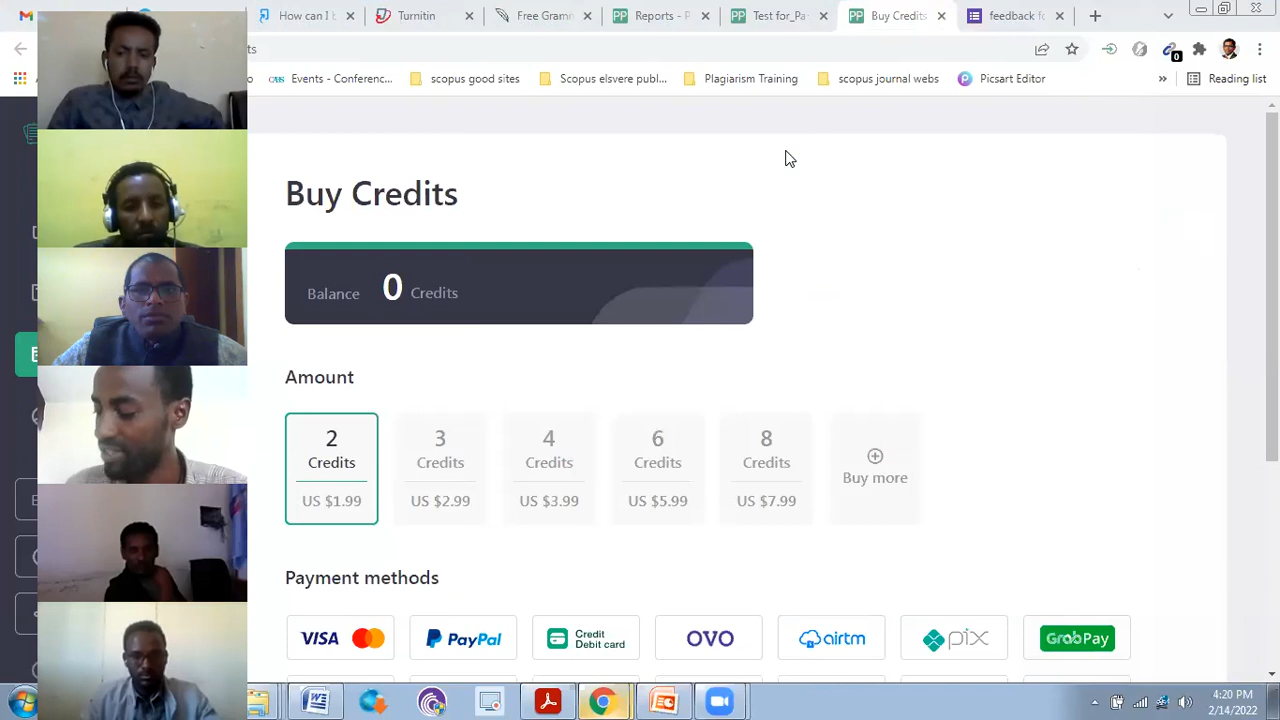 How can I b
Turnitin
Free Gram
Reports - P
Test for_Pa
Buy Credits
feedback fo
ts
0
Events - Conferenc...
scopus good sites
Scopus elsvere publ...
Plagiarism Training
scopus journal webs
Picsart Editor
»
Reading list
Buy Credits
Balance 0 Credits
Amount
2
Credits
US $1.99
3
Credits
US $2.99
4
Credits
US $3.99
6
Credits
US $5.99
8
Credits
US $7.99
Buy more
Payment methods
VISA
PayPal
Credit
Debit card
OVO
airtm
pix
GrabPay
4:20 PM
2/14/2022